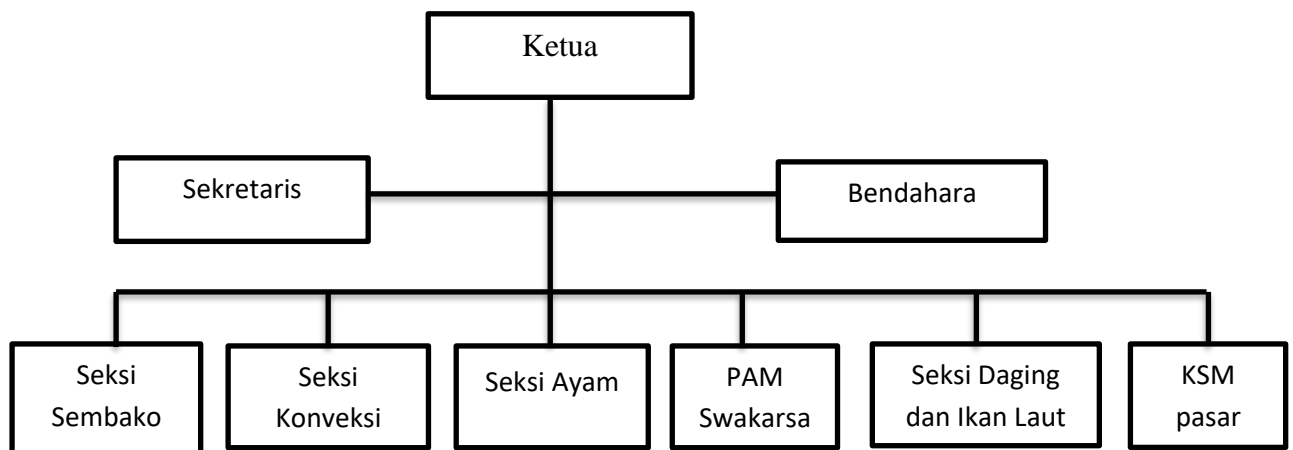 Ketua
Sekretaris
Bendahara
Seksi
Sembako
Seksi
Konveksi
Seksi Ayam
PAM
Swakarsa
Seksi Daging
dan Ikan Laut
KSM
pasar